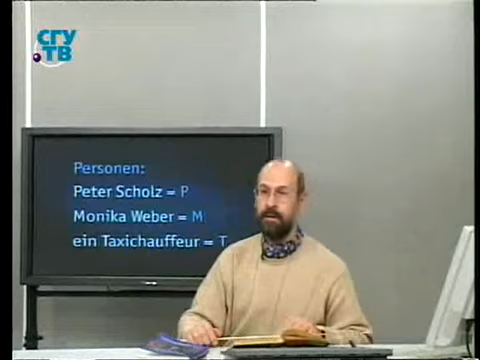 СГУ
ТВ
Personen:
Peter Scholz = P
Monika Weber = M
ein Taxichauffeur = T